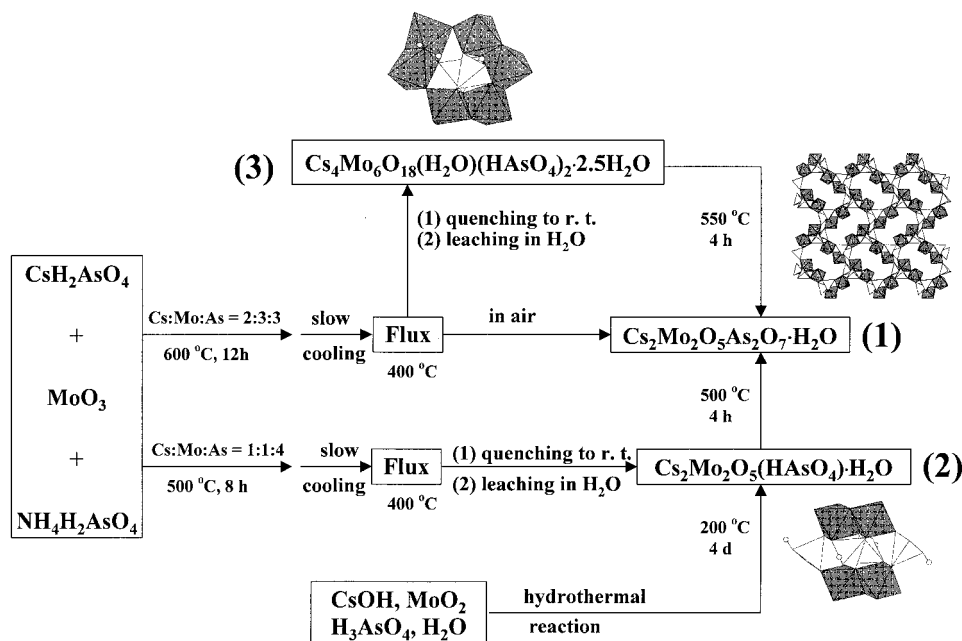 (3)
Cs₄Mo₆O₁₈(H₂O)(HAsO₄)₂·2.5H₂O
(1) quenching to r. t.
(2) leaching in H₂O
550 °C
4 h
CsH₂AsO₄
+
MoO₃
+
NH₄H₂AsO₄
Cs:Mo:As = 2:3:3
600 °C, 12h
slow
cooling
Flux
400 °C
in air
Cs₂Mo₂O₅As₂O₇·H₂O
(1)
500 °C
4 h
Cs:Mo:As = 1:1:4
500 °C, 8 h
slow
cooling
Flux
400 °C
(1) quenching to r. t.
(2) leaching in H₂O
Cs₂Mo₂O₅(HAsO₄)·H₂O
(2)
200 °C
4 d
CsOH, MoO₂
H₃AsO₄, H₂O
hydrothermal
reaction